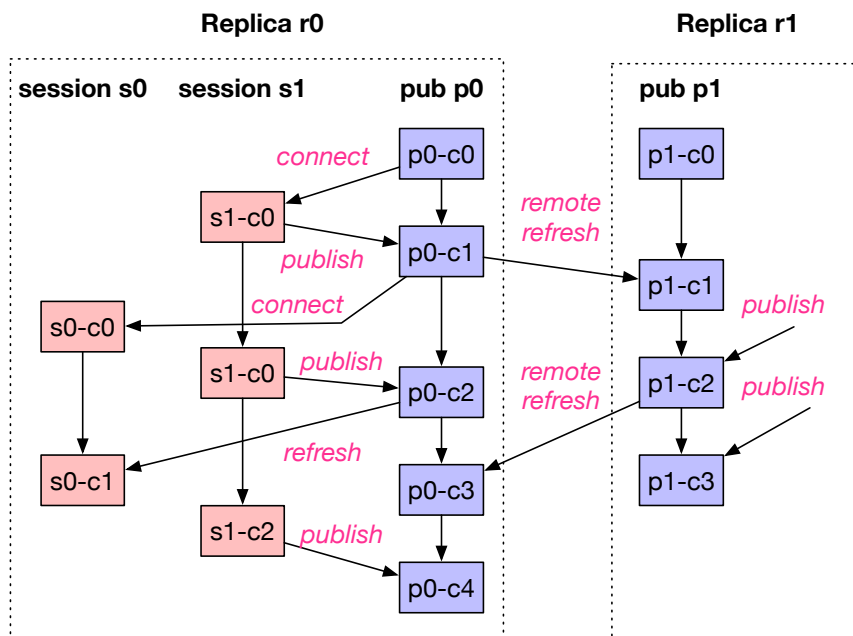 Replica r0
Replica r1
session s0
session s1
pub p0
pub p1
p0-c0
p1-c0
connect
s1-c0
remote
refresh
p0-c1
publish
p1-c1
connect
publish
s0-c0
s1-c0
publish
p0-c2
remote
refresh
p1-c2
publish
refresh
s0-c1
p0-c3
p1-c3
s1-c2
publish
p0-c4